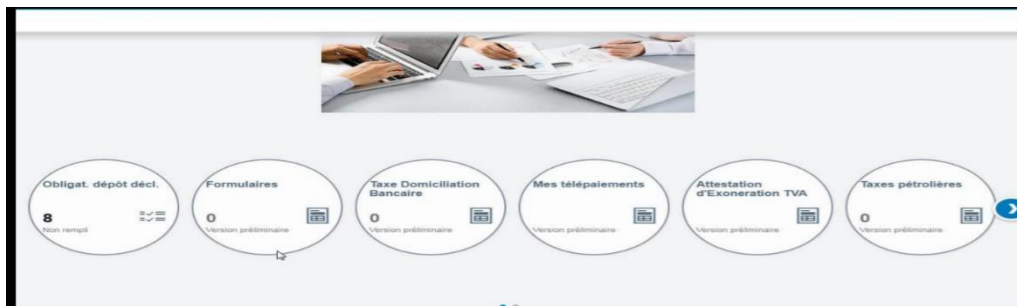 Obligat. dépôt décl.
8
Non rempli
Formulaires
0
Version préliminaire
Taxe Domiciliation
Bancaire
0
Version préliminaire
Mes télépaiements
Version préliminaire
Attestation
d'Exoneration TVA
Version préliminaire
Taxes pétrolières
0
Version préliminaire